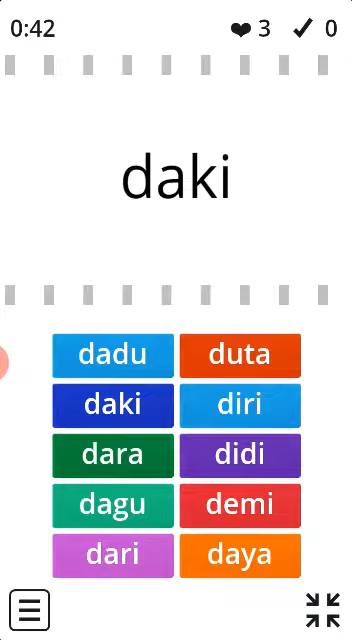 0:42 3 0
daki
dadu duta
daki diri
dara didi
dagu demi
dari daya